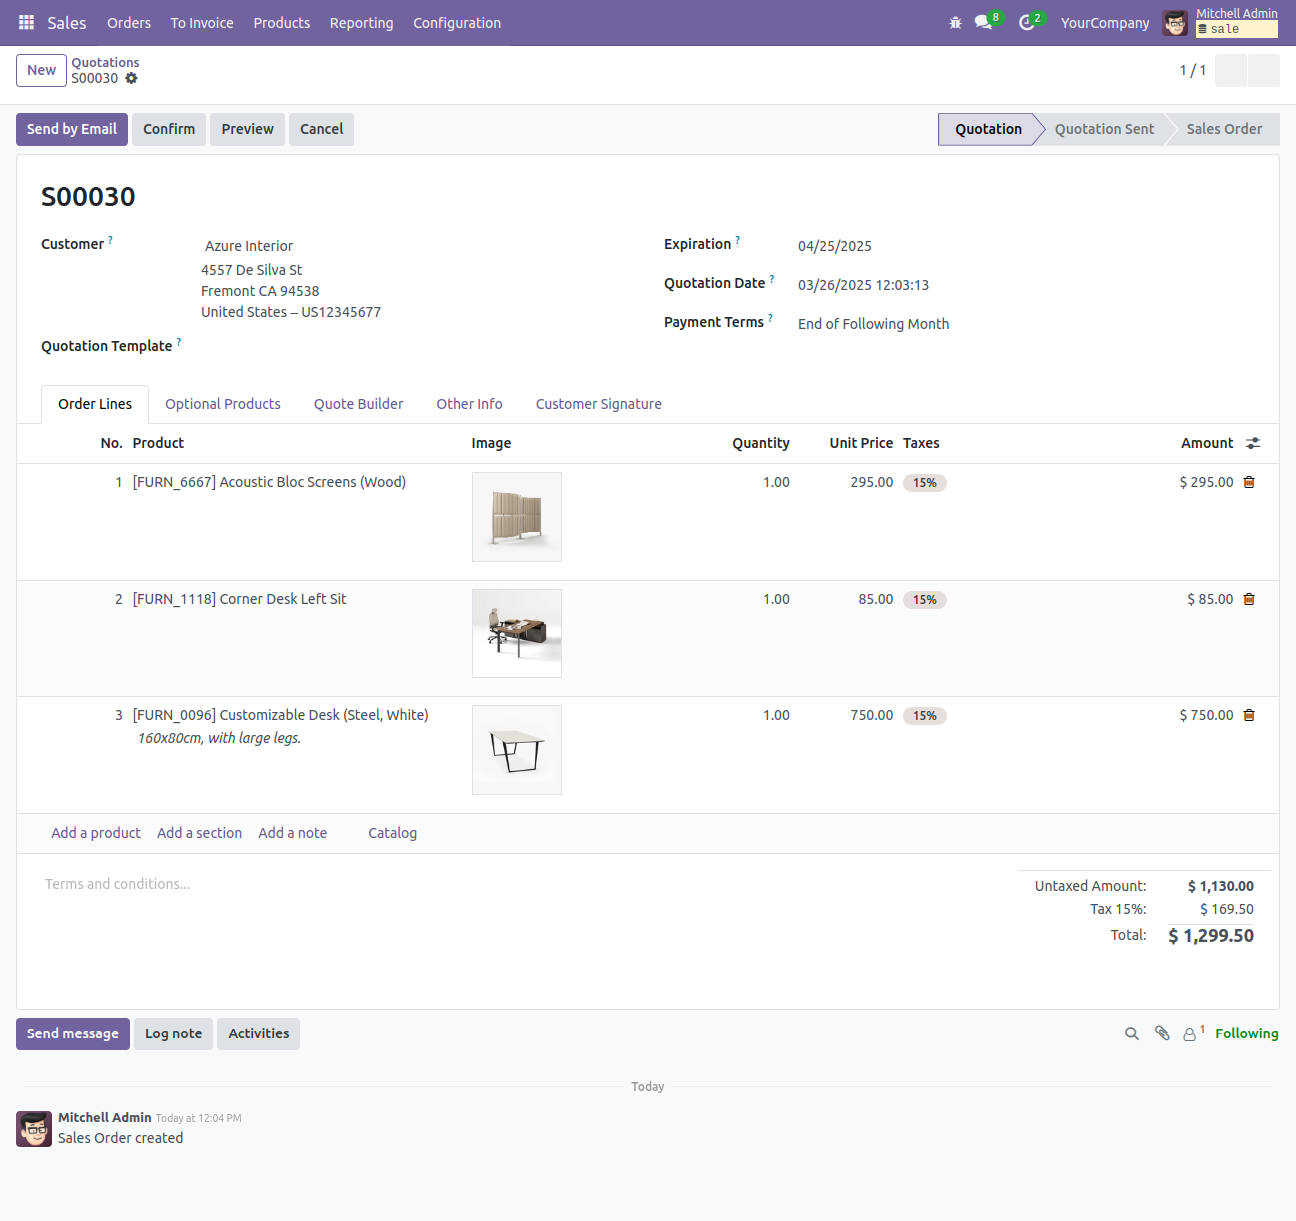 Sales Orders To Invoice Products Reporting Configuration 8 2 YourCompany Mitchell Admin
sale
New Quotations
S00030
1 / 1
Send by Email Confirm Preview Cancel Quotation Quotation Sent Sales Order
S00030
Customer ? Azure Interior
4557 De Silva St
Fremont CA 94538
United States – US12345677
Quotation Template ?
Expiration ? 04/25/2025
Quotation Date ? 03/26/2025 12:03:13
Payment Terms ? End of Following Month
Order Lines Optional Products Quote Builder Other Info Customer Signature
No. Product Image Quantity Unit Price Taxes Amount
1 [FURN_6667] Acoustic Bloc Screens (Wood) 1.00 295.00 15% $ 295.00
2 [FURN_1118] Corner Desk Left Sit 1.00 85.00 15% $ 85.00
3 [FURN_0096] Customizable Desk (Steel, White) 1.00 750.00 15% $ 750.00
160x80cm, with large legs.
Add a product Add a section Add a note Catalog
Terms and conditions...
Untaxed Amount: $ 1,130.00
Tax 15%: $ 169.50
Total: $ 1,299.50
Send message Log note Activities 1 Following
Today
Mitchell Admin Today at 12:04 PM
Sales Order created